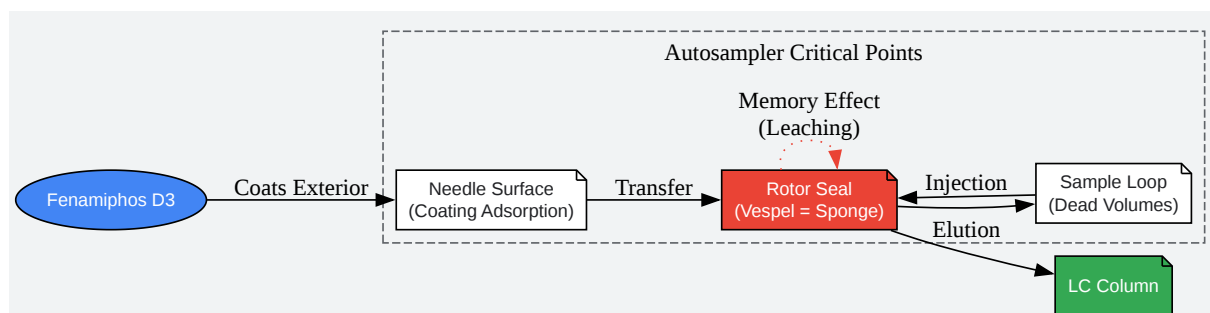 Autosampler Critical Points
Memory Effect
(Leaching)
Fenamiphos D3
Coats Exterior
Needle Surface
(Coating Adsorption)
Transfer
Rotor Seal
(Vespel = Sponge)
Injection
Sample Loop
(Dead Volumes)
Elution
LC Column